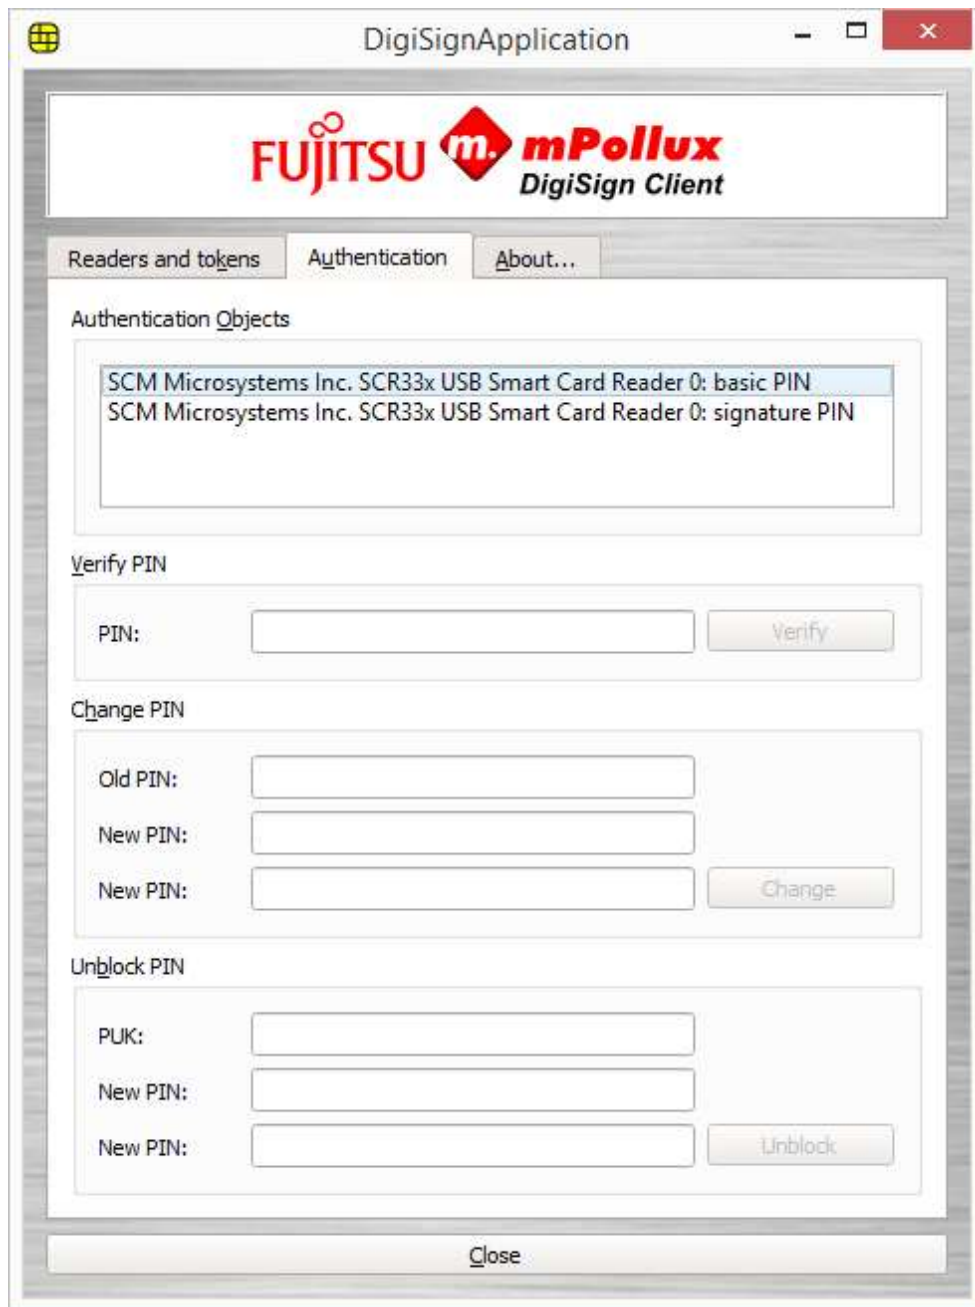 DigiSignApplication
FUJITSU m. mPollux
DigiSign Client
Readers and tokens Authentication About...
Authentication Objects
SCM Microsystems Inc. SCR33x USB Smart Card Reader 0: basic PIN
SCM Microsystems Inc. SCR33x USB Smart Card Reader 0: signature PIN
Verify PIN
PIN: Verify
Change PIN
Old PIN:
New PIN:
New PIN: Change
Unblock PIN
PUK:
New PIN:
New PIN: Unblock
Close